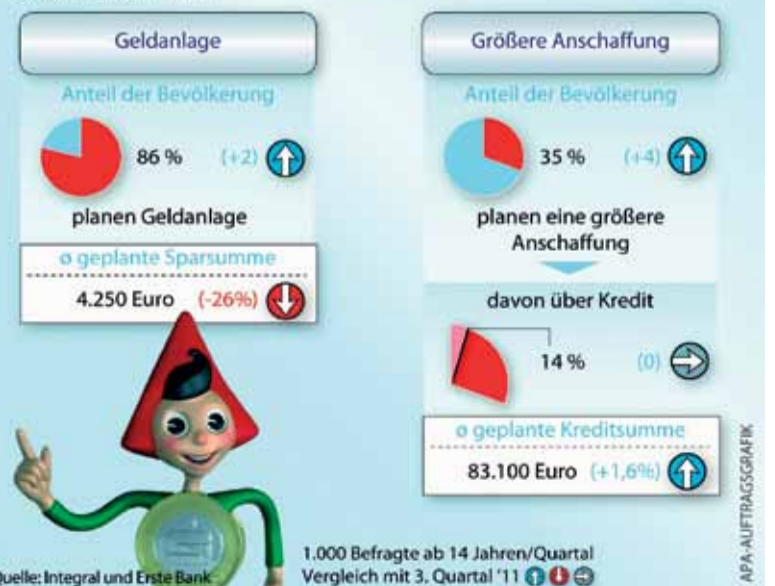 Geldanlage
Anteil der Bevölkerung
86 % (+2)
planen Geldanlage
ø geplante Sparsumme
4.250 Euro (-26%)
Größere Anschaffung
Anteil der Bevölkerung
35 % (+4)
planen eine größere
Anschaffung
davon über Kredit
14 % (0)
ø geplante Kreditsumme
83.100 Euro (+1,6%)
Quelle: Integral und Erste Bank
1.000 Befragte ab 14 Jahren/Quartal
Vergleich mit 3. Quartal '11
APA-AUFTRAGSGRAFIK